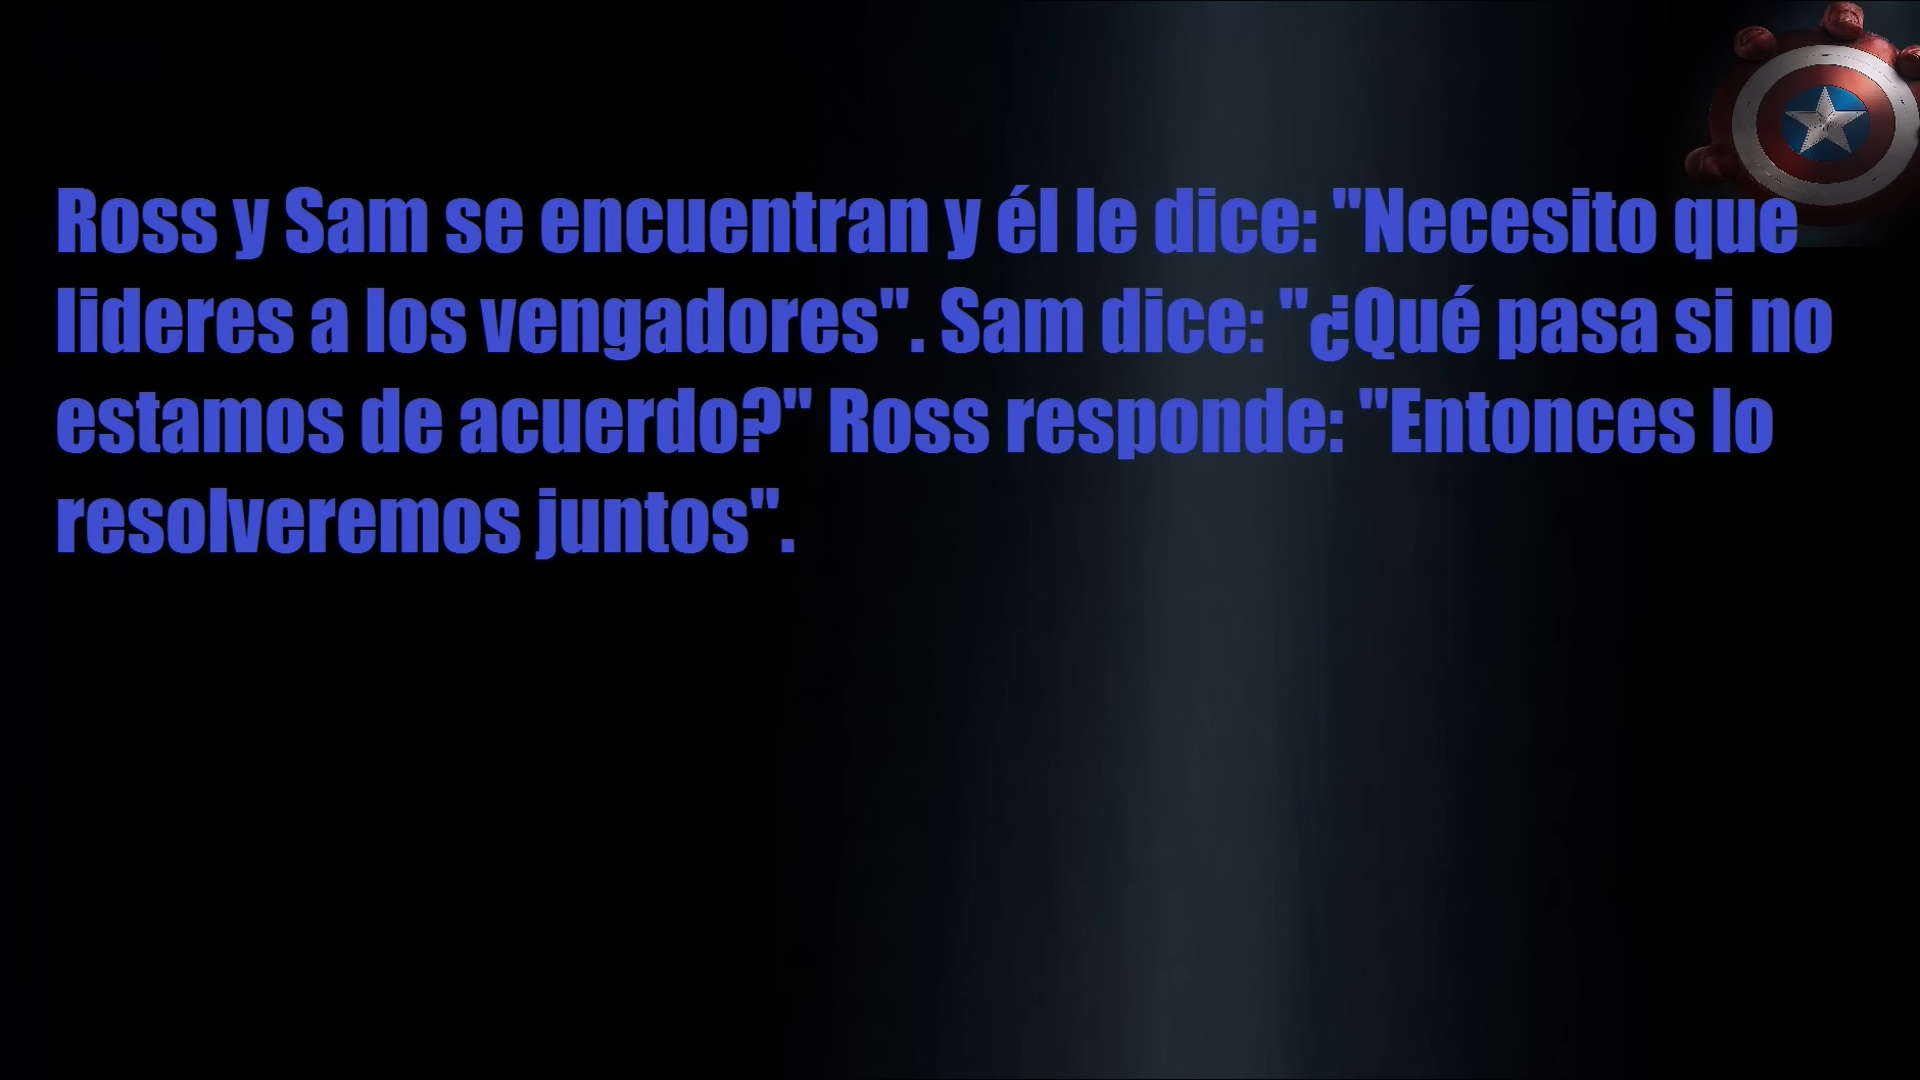 Ross y Sam se encuentran y él le dice: "Necesito que
lideres a los vengadores". Sam dice: "¿Qué pasa si no
estamos de acuerdo?" Ross responde: "Entonces lo
resolveremos juntos".